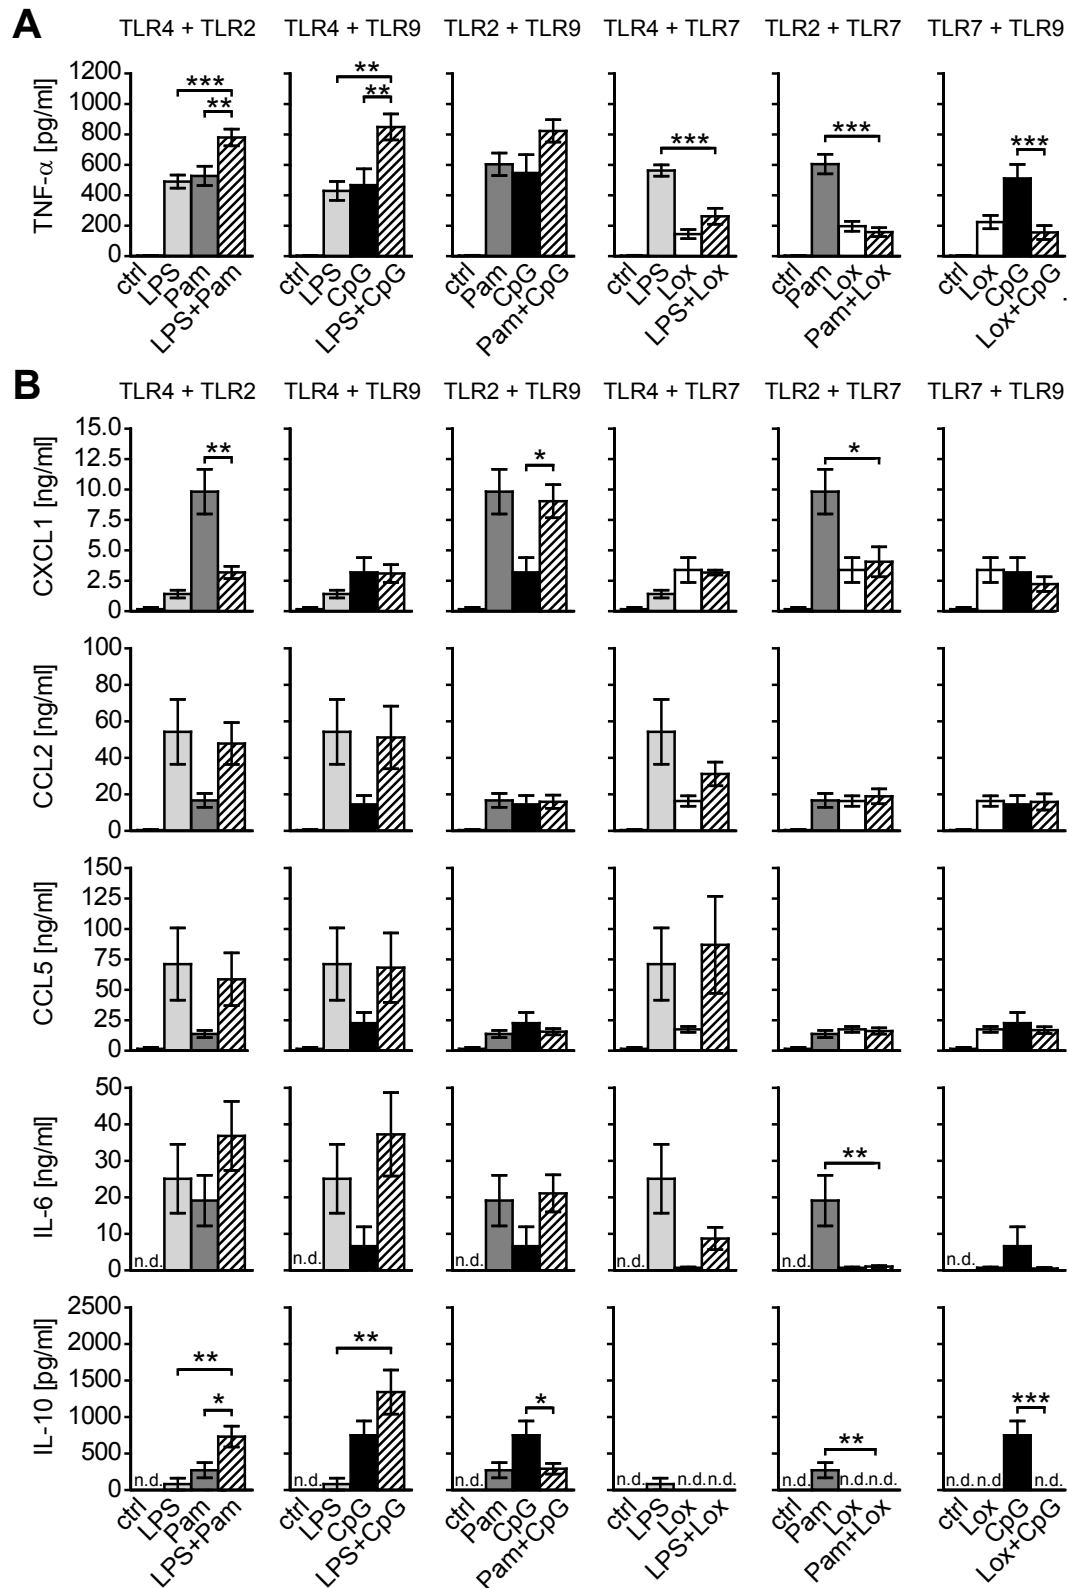 A
TLR4 + TLR2 TLR4 + TLR9 TLR2 + TLR9 TLR4 + TLR7 TLR2 + TLR7 TLR7 + TLR9
TNF-α [pg/ml]
1200
1000
800
600
400
200
0
*** ** ** ** *** *** ***
ctrl LPS Pam LPS+Pam ctrl LPS CpG LPS+CpG ctrl Pam CpG Pam+CpG ctrl LPS Lox LPS+Lox ctrl Pam Lox Pam+Lox ctrl Lox CpG Lox+CpG .
B
TLR4 + TLR2 TLR4 + TLR9 TLR2 + TLR9 TLR4 + TLR7 TLR2 + TLR7 TLR7 + TLR9
CXCL1 [ng/ml]
15.0
12.5
10.0
7.5
5.0
2.5
0
** * *
CCL2 [ng/ml]
100
80
60
40
20
0
CCL5 [ng/ml]
150
125
100
75
50
25
0
IL-6 [ng/ml]
50
40
30
20
10
0
**
n.d. n.d. n.d. n.d. n.d. n.d.
IL-10 [pg/ml]
2500
2000
1500
1000
500
0
** * ** * ** ***
n.d. n.d. n.d. n.d. n.d. n.d. n.d. n.d. n.d. n.d. n.d n.d.
ctrl LPS Pam LPS+Pam ctrl LPS CpG LPS+CpG ctrl Pam CpG Pam+CpG ctrl LPS Lox LPS+Lox ctrl Pam Lox Pam+Lox ctrl Lox CpG Lox+CpG